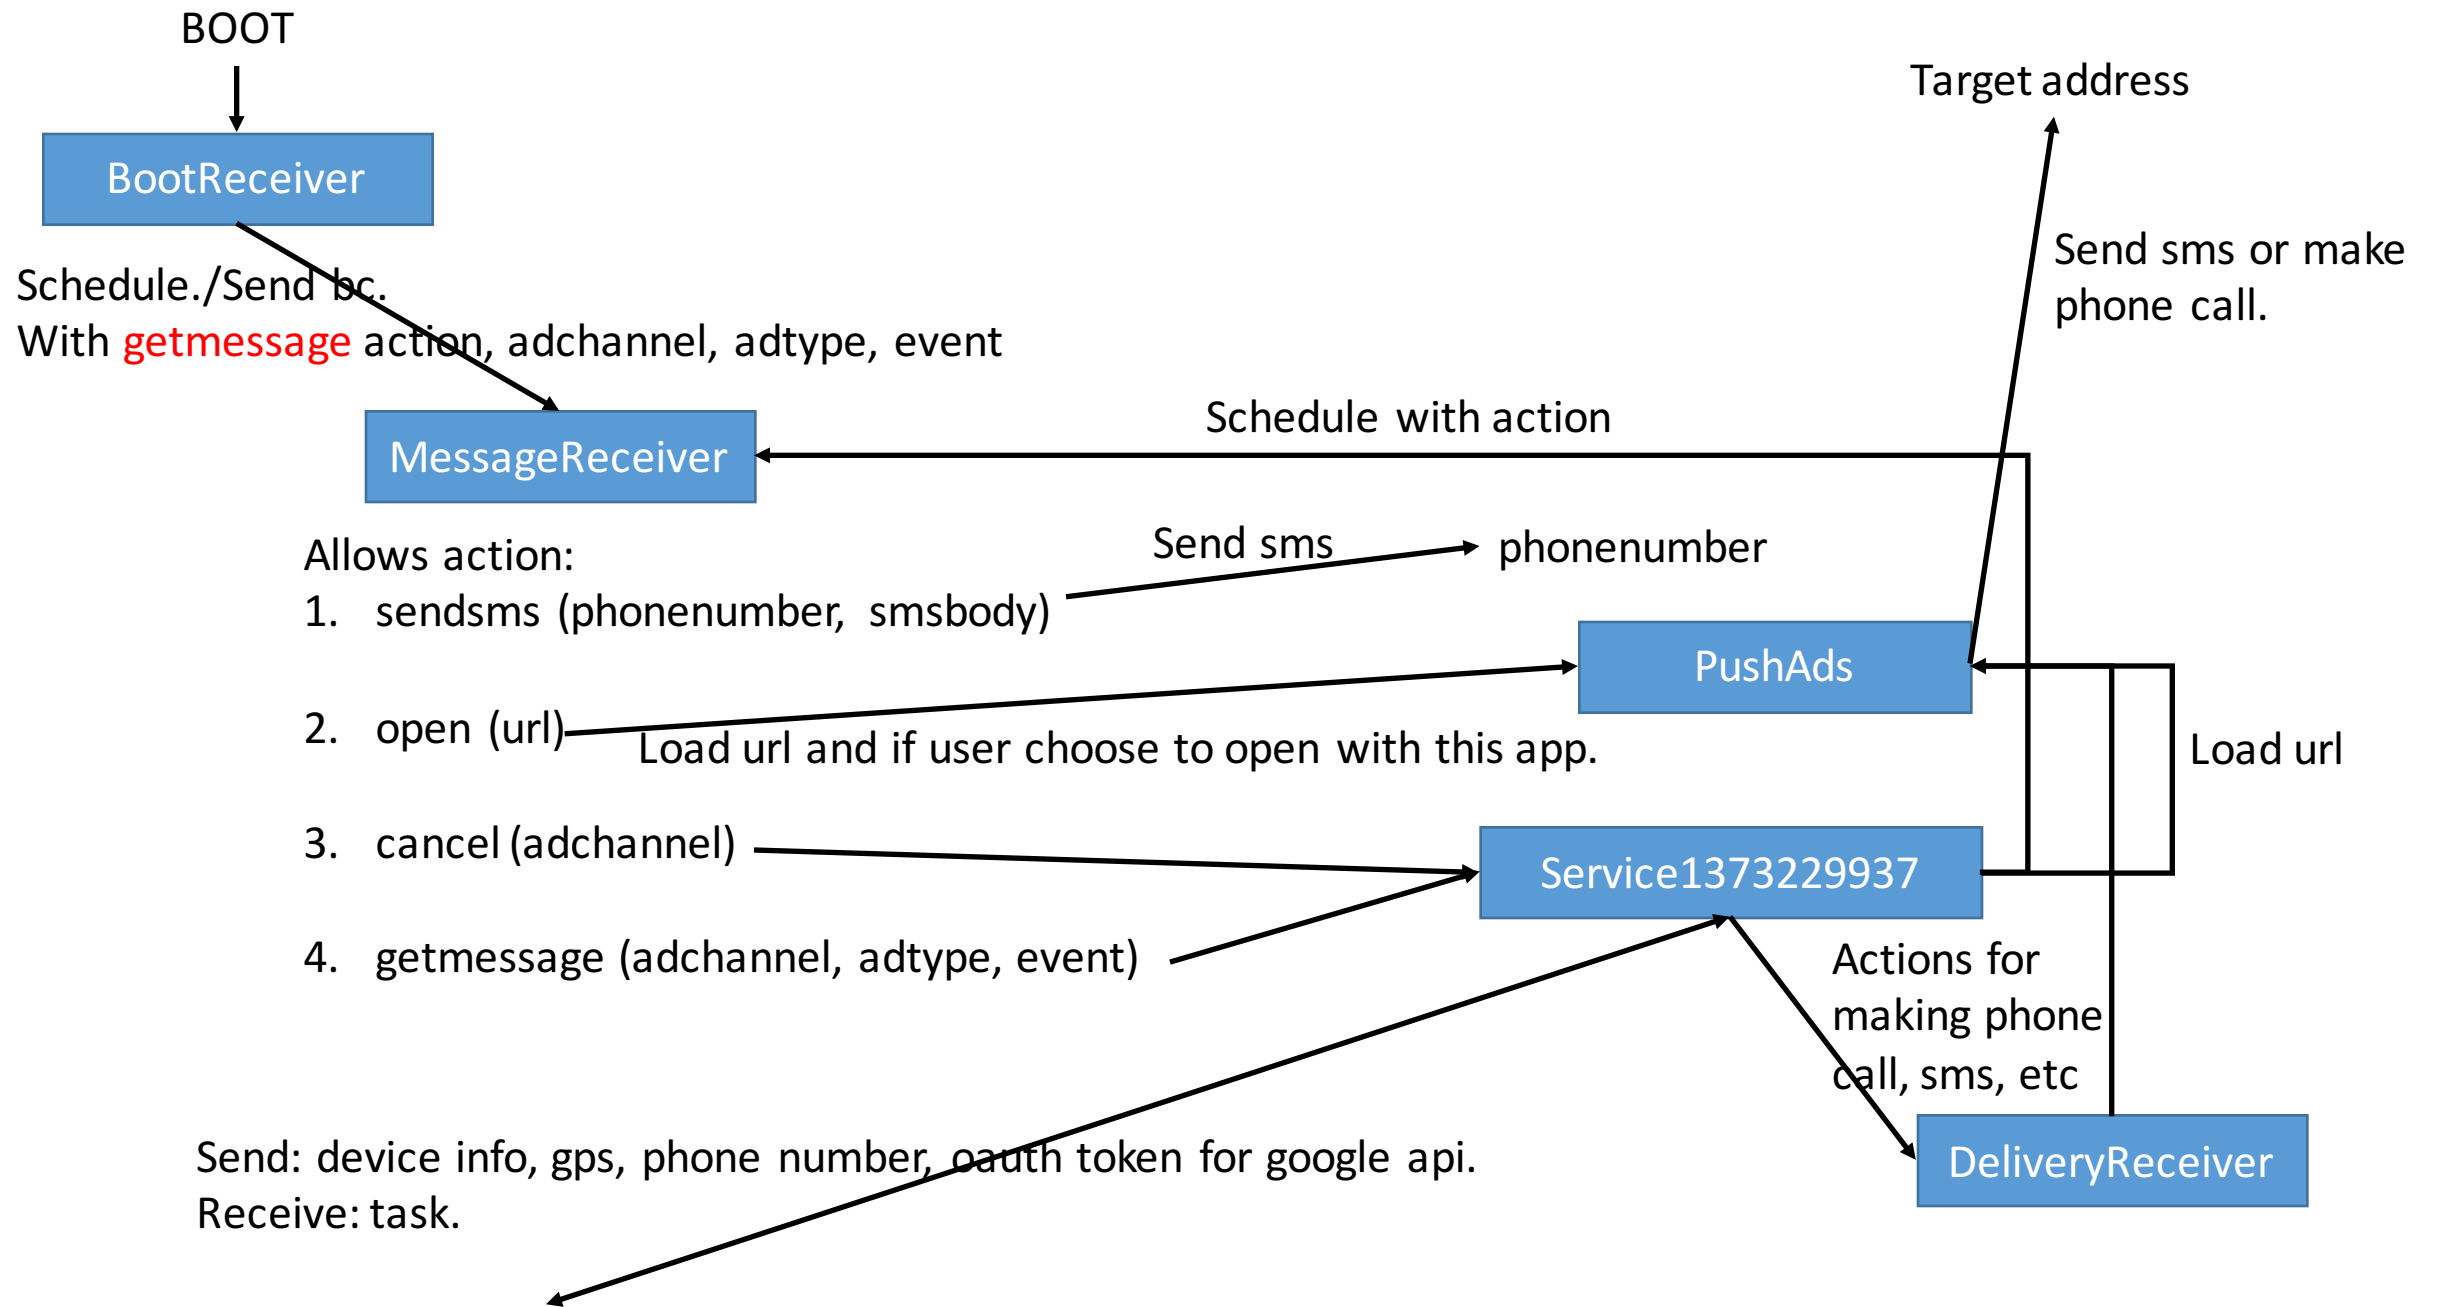 BOOT
Target address
BootReceiver
Send sms or make
phone call.
Schedule./Send bc.
With getmessage action, adchannel, adtype, event
Schedule with action
MessageReceiver
Allows action:
Send sms
phonenumber
1. sendsms (phonenumber, smsbody)
PushAds
2. open (url)
Load url and if user choose to open with this app.
Load url
3. cancel (adchannel)
Service1373229937
4. getmessage (adchannel, adtype, event)
Actions for
making phone
call, sms, etc
Send: device info, gps, phone number, oauth token for google api.
Receive: task.
DeliveryReceiver